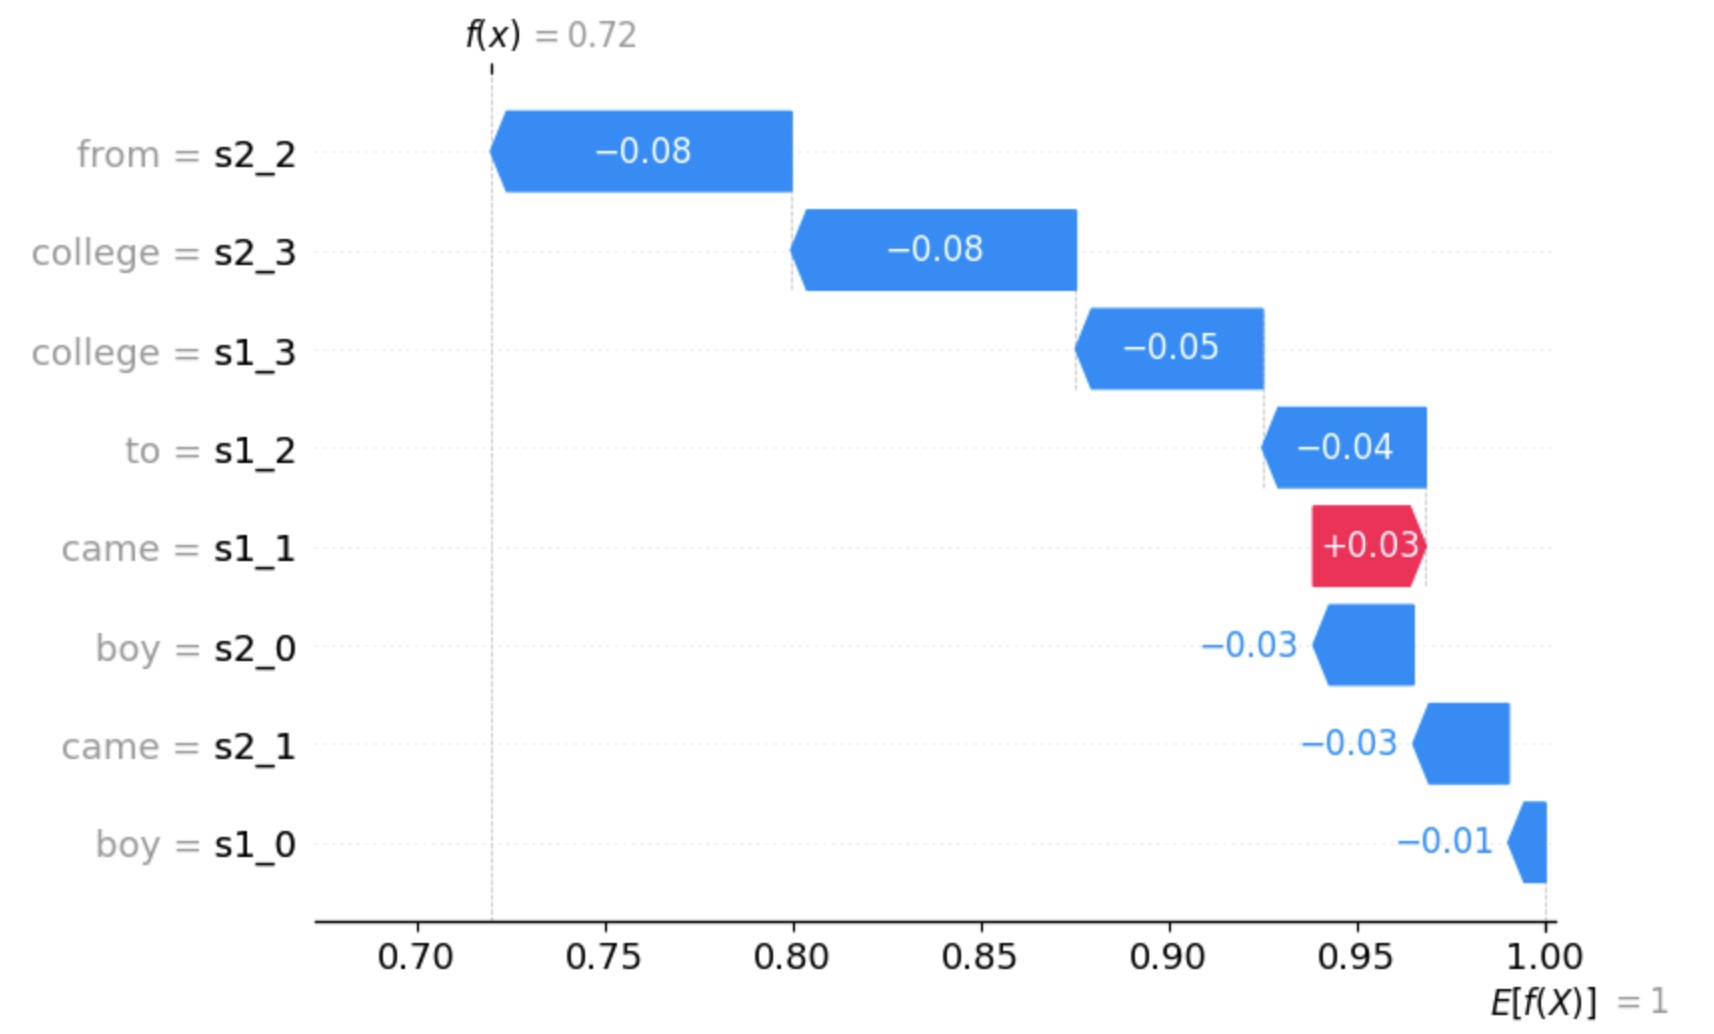 f(x) = 0.72
from = s2_2
−0.08
college = s2_3
−0.08
college = s1_3
−0.05
to = s1_2
−0.04
came = s1_1
+0.03
boy = s2_0
−0.03
came = s2_1
−0.03
boy = s1_0
−0.01
0.70 0.75 0.80 0.85 0.90 0.95 1.00
E[f(X)] = 1